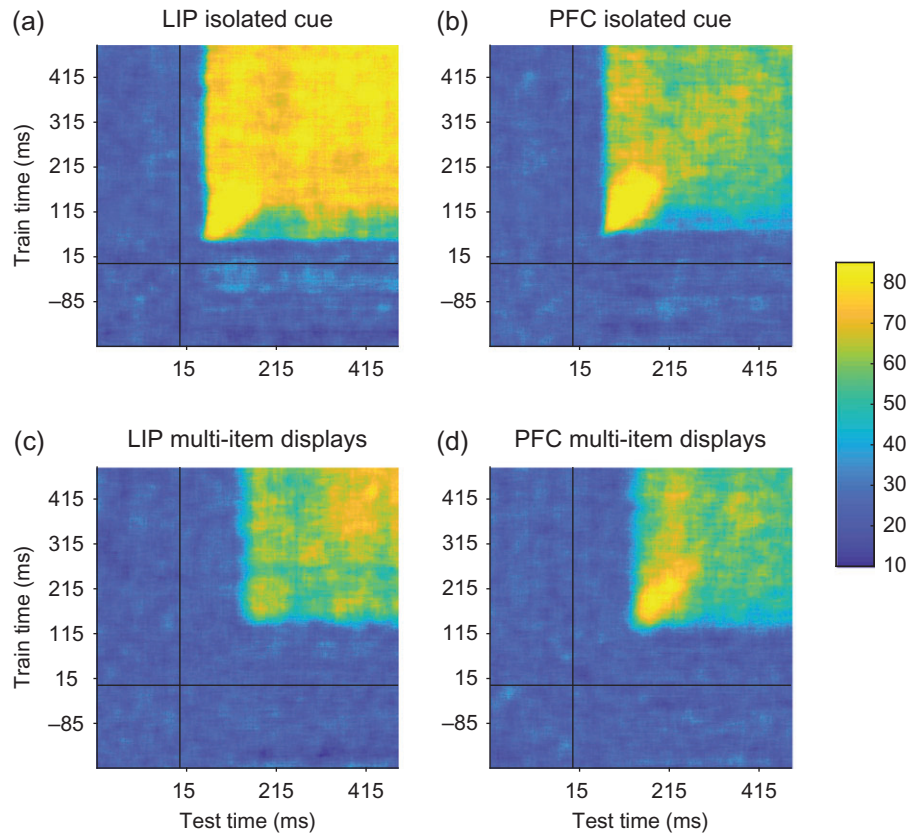 (a) LIP isolated cue
(b) PFC isolated cue
Train time (ms)
415
315
215
115
15
–85
415
315
215
115
15
–85
15 215 415
15 215 415
80
70
60
50
40
30
20
10
(c) LIP multi-item displays
(d) PFC multi-item displays
Train time (ms)
415
315
215
115
15
–85
415
315
215
115
15
–85
15 215 415
Test time (ms)
15 215 415
Test time (ms)